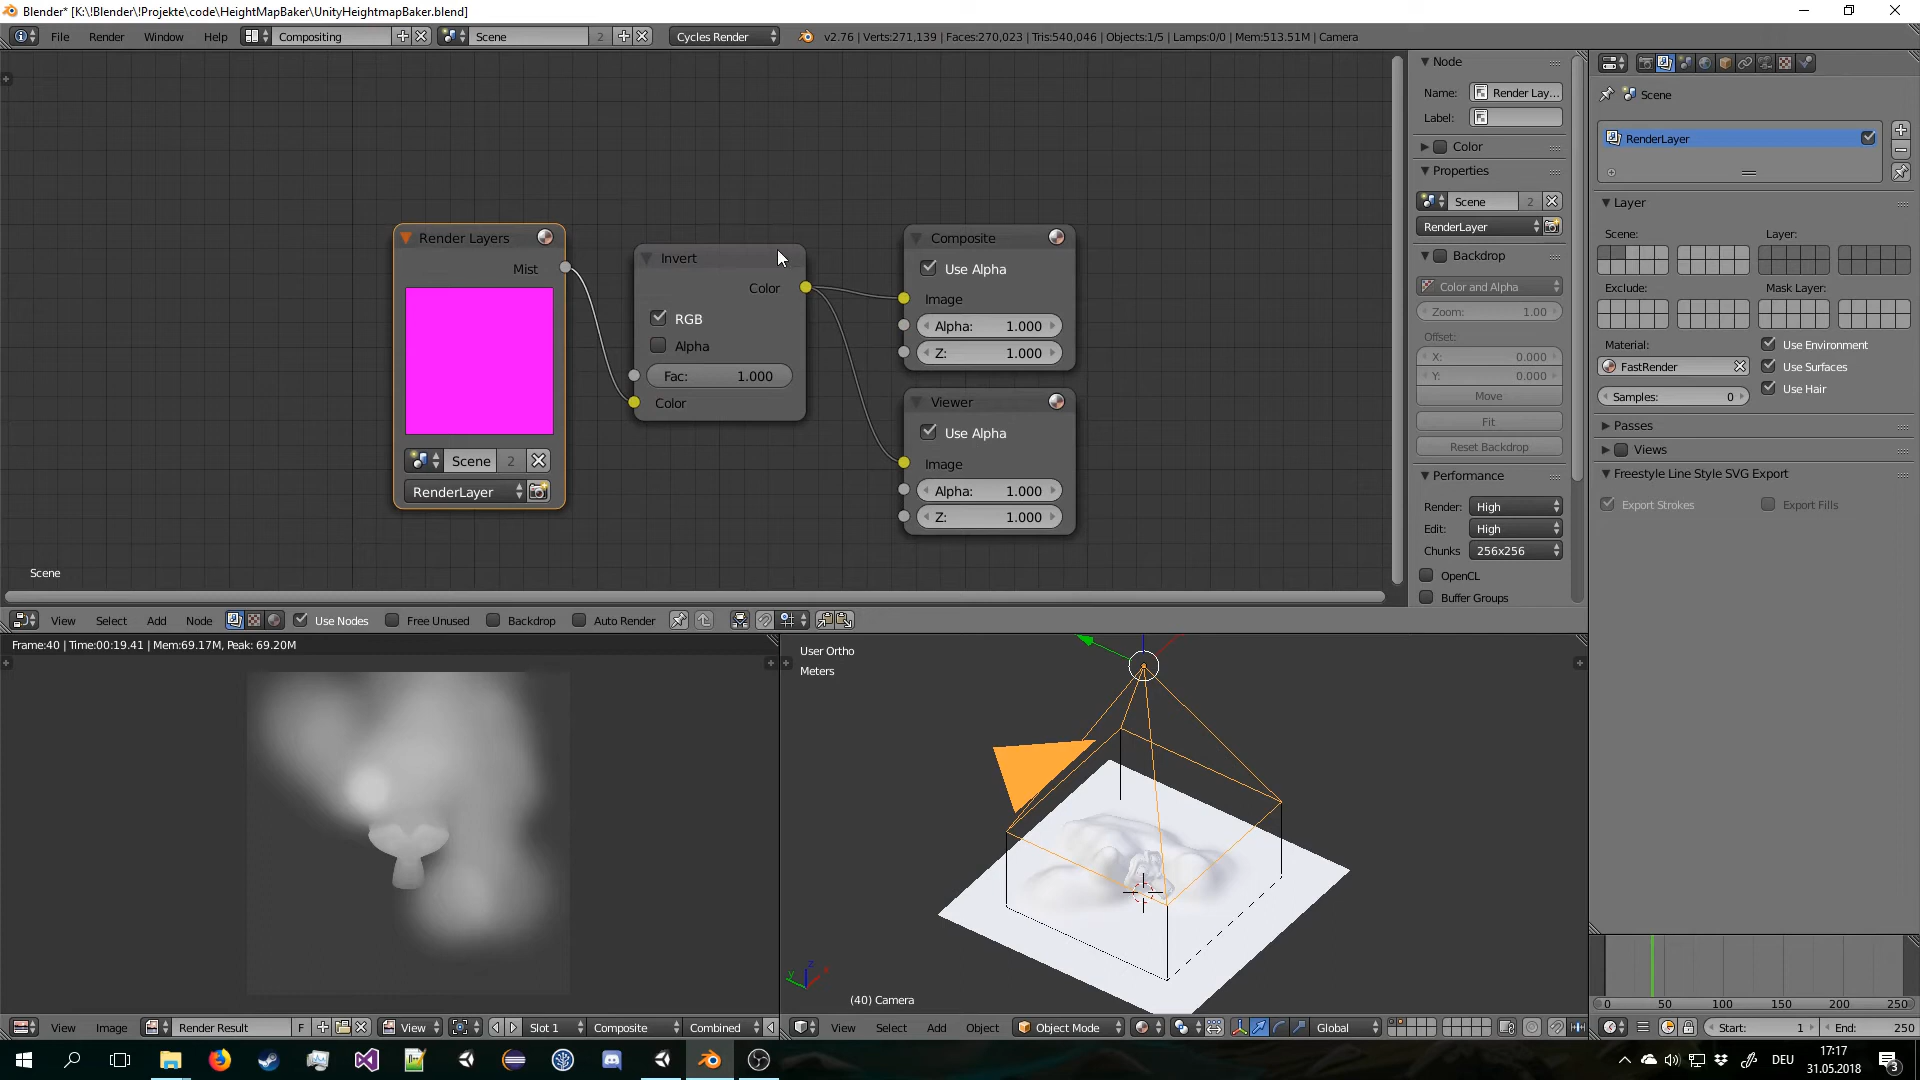 Blender* [K:\!Blender\!Projekte\code\HeightMapBaker\UnityHeightmapBaker.blend]
File Render Window Help Compositing Scene 2 Cycles Render v2.76 | Verts:271,139 | Faces:270,023 | Tris:540,046 | Objects:1/5 | Lamps:0/0 | Mem:513.51M | Camera
Render Layers
Mist
Scene 2
RenderLayer
Invert
Color
RGB
Alpha
Fac: 1.000
Color
Composite
Use Alpha
Image
Alpha: 1.000
Z: 1.000
Viewer
Use Alpha
Image
Alpha: 1.000
Z: 1.000
Scene
Node
Name: Render Lay...
Label:
Color
Properties
Scene 2
RenderLayer
Backdrop
Color and Alpha
Zoom: 1.00
Offset:
X: 0.000
Y: 0.000
Move
Fit
Reset Backdrop
Performance
Render: High
Edit: High
Chunks 256x256
OpenCL
Buffer Groups
Scene
RenderLayer
Layer
Scene: Layer:
Exclude: Mask Layer:
Material:
FastRender
Samples: 0
Use Environment
Use Surfaces
Use Hair
Passes
Views
Freestyle Line Style SVG Export
Export Strokes Export Fills
View Select Add Node Use Nodes Free Unused Backdrop Auto Render
Frame:40 | Time:00:19.41 | Mem:69.17M, Peak: 69.20M
User Ortho
Meters
(40) Camera
View Image Render Result F View Slot 1 Composite Combined
View Select Add Object Object Mode Global
0 50 100 150 200 250
Start: 1 End: 250
DEU
17:17
31.05.2018
3